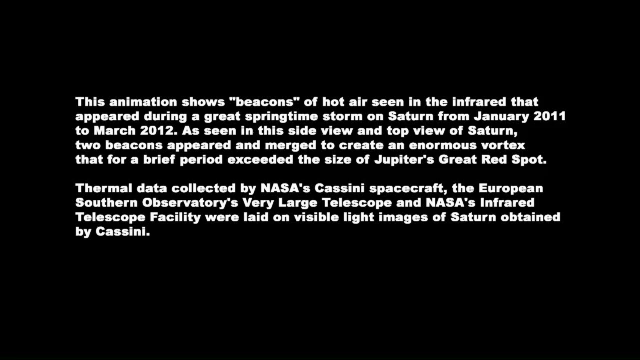 This animation shows "beacons" of hot air seen in the infrared that
appeared during a great springtime storm on Saturn from January 2011
to March 2012. As seen in this side view and top view of Saturn,
two beacons appeared and merged to create an enormous vortex
that for a brief period exceeded the size of Jupiter's Great Red Spot.
Thermal data collected by NASA's Cassini spacecraft, the European
Southern Observatory's Very Large Telescope and NASA's Infrared
Telescope Facility were laid on visible light images of Saturn obtained
by Cassini.